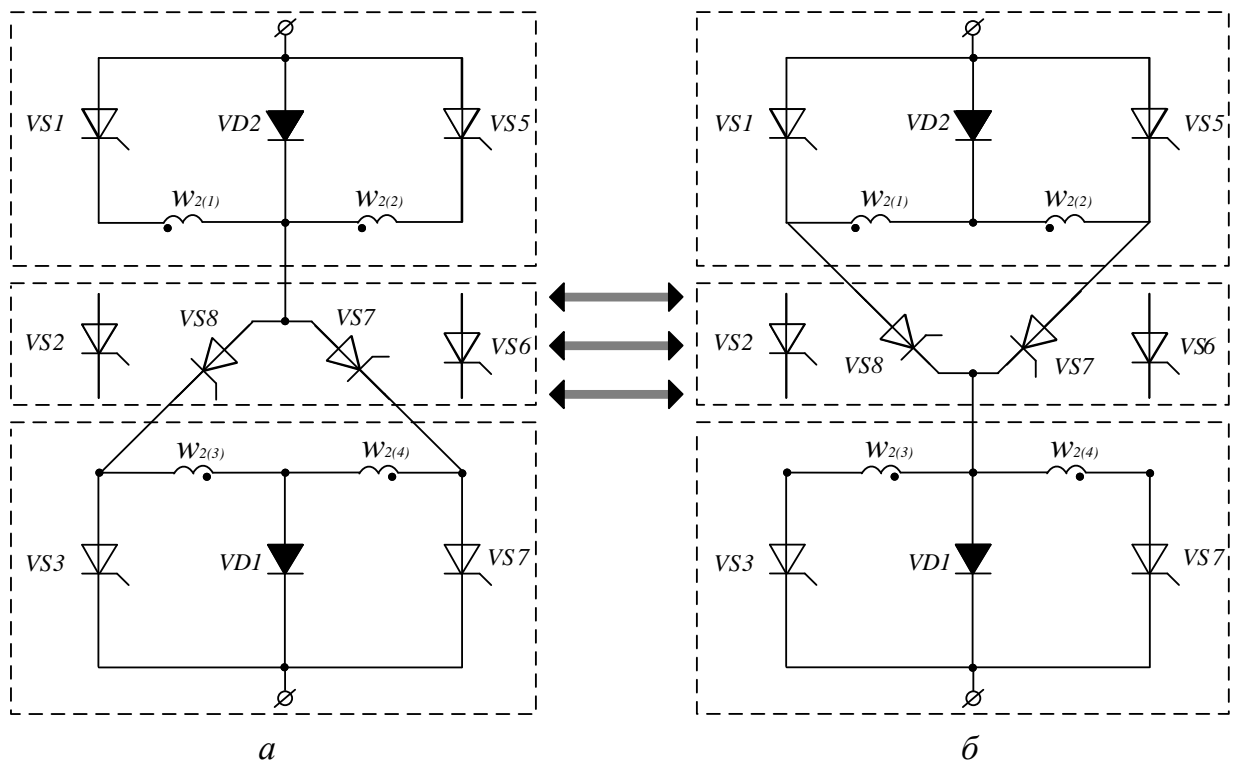 VS1 VD2 VS5 VS1 VD2 VS5
W2(1) W2(2) W2(1) W2(2)
VS2 VS8 VS7 VS6 VS2 VS8 VS7 VS6
W2(3) W2(4) W2(3) W2(4)
VS3 VD1 VS7 VS3 VD1 VS7
а б